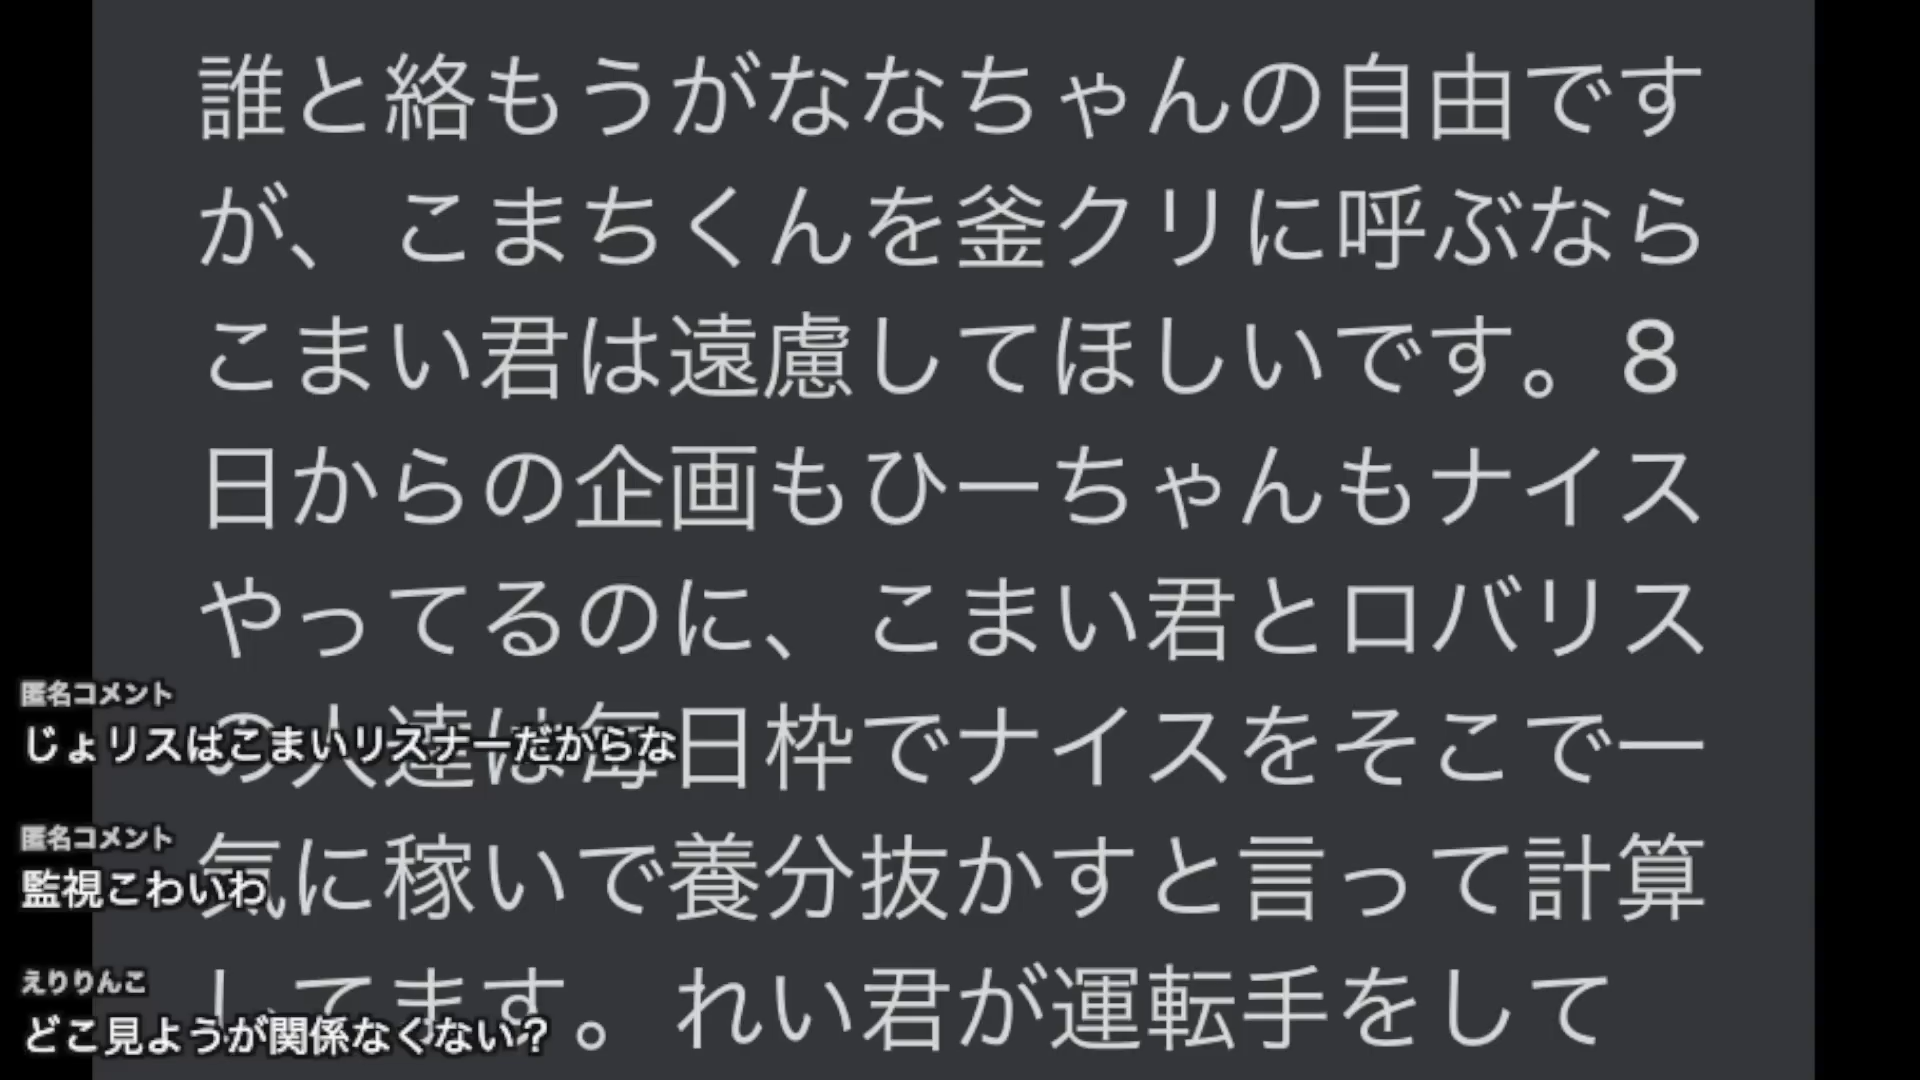 誰と絡もうがななちゃんの自由です
が、こまちくんを釜クリに呼ぶなら
こまい君は遠慮してほしいです。8
日からの企画もひーちゃんもナイス
やってるのに、こまい君とロバリス
の人達は毎日枠でナイスをそこで一
気に稼いで養分抜かすと言って計算
してます。れい君が運転手をして
匿名コメント
じょリスはこまいリスナーだからな
匿名コメント
監視こわいわ
えりりんこ
どこ見ようが関係なくない?